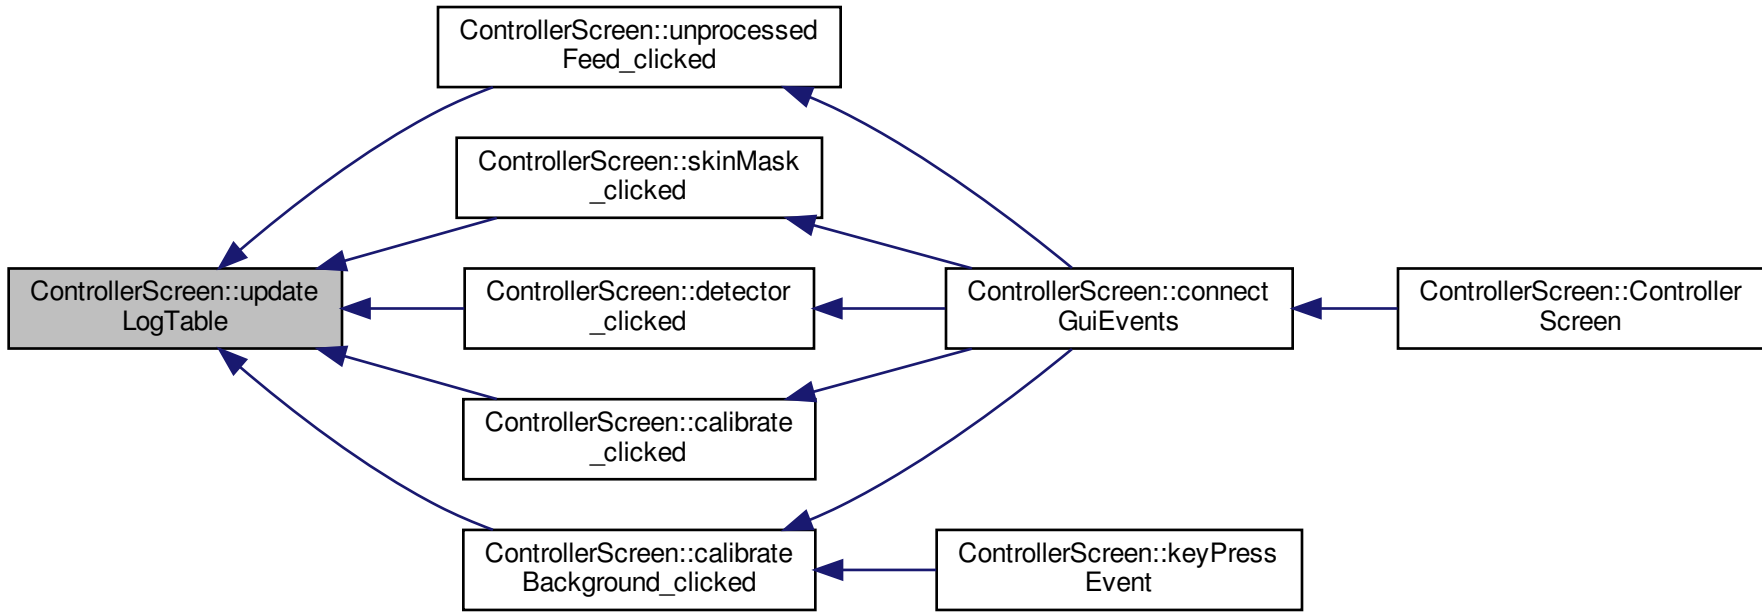 ControllerScreen::unprocessed
Feed_clicked
ControllerScreen::skinMask
_clicked
ControllerScreen::update
LogTable
ControllerScreen::detector
_clicked
ControllerScreen::connect
GuiEvents
ControllerScreen::Controller
Screen
ControllerScreen::calibrate
_clicked
ControllerScreen::calibrate
Background_clicked
ControllerScreen::keyPress
Event